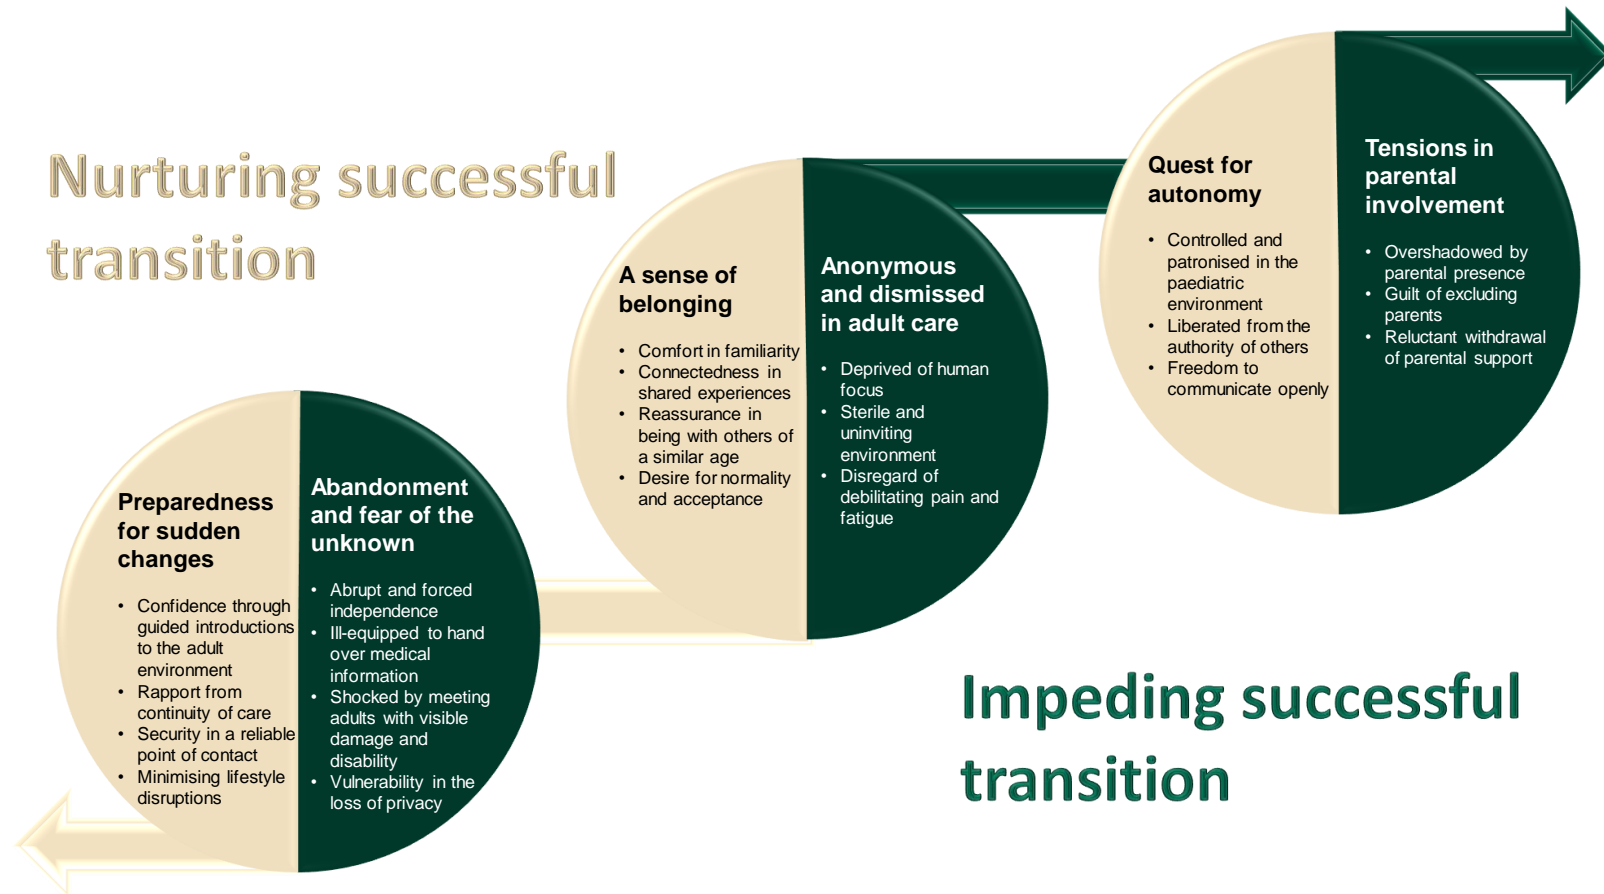 Nurturing successful
transition
Preparedness
for sudden
changes
• Confidence through
guided introductions
to the adult
environment
• Rapport from
continuity of care
• Security in a reliable
point of contact
• Minimising lifestyle
disruptions
Abandonment
and fear of the
unknown
• Abrupt and forced
independence
• Ill-equipped to hand
over medical
information
• Shocked by meeting
adults with visible
damage and
disability
• Vulnerability in the
loss of privacy
A sense of
belonging
• Comfort in familiarity
• Connectedness in
shared experiences
• Reassurance in
being with others of
a similar age
• Desire for normality
and acceptance
Anonymous
and dismissed
in adult care
• Deprived of human
focus
• Sterile and
uninviting
environment
• Disregard of
debilitating pain and
fatigue
Quest for
autonomy
• Controlled and
patronised in the
paediatric
environment
• Liberated from the
authority of others
• Freedom to
communicate openly
Tensions in
parental
involvement
• Overshadowed by
parental presence
• Guilt of excluding
parents
• Reluctant withdrawal
of parental support
Impeding successful
transition